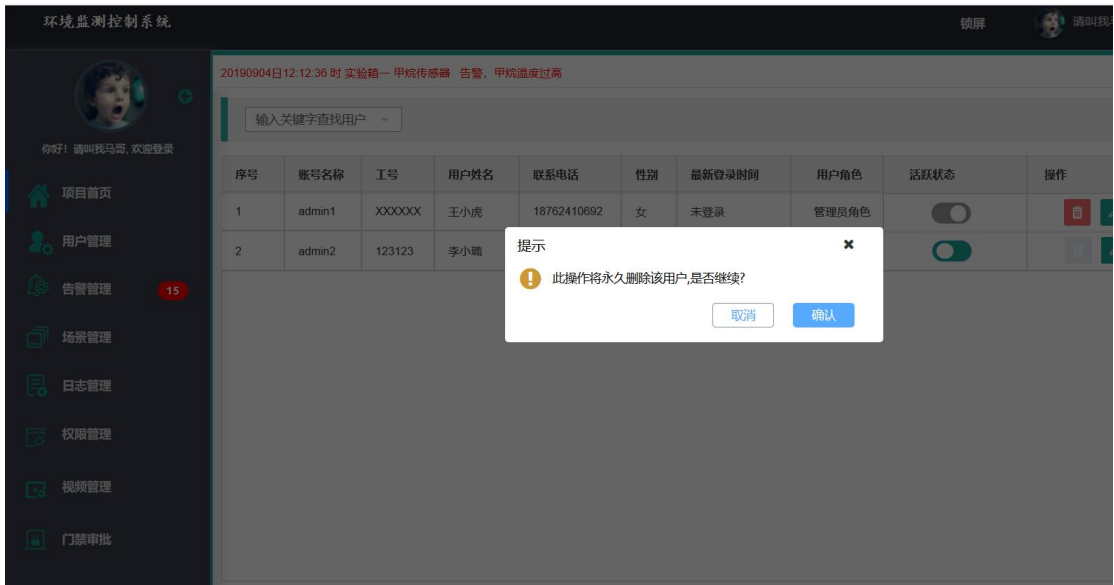 环境监测控制系统
锁屏
请叫我马
你好！请叫我马哥,欢迎登录
项目首页
用户管理
告警管理 15
场景管理
日志管理
权限管理
视频管理
门禁审批
20190904日12:12:36 时 实验箱一 甲烷传感器 告警，甲烷温度过高
输入关键字查找用户
序号 账号名称 工号 用户姓名 联系电话 性别 最新登录时间 用户角色 活跃状态 操作
1 admin1 XXXXXX 王小虎 18762410692 女 未登录 管理员角色
2 admin2 123123 李小璐
提示
此操作将永久删除该用户,是否继续?
取消 确认